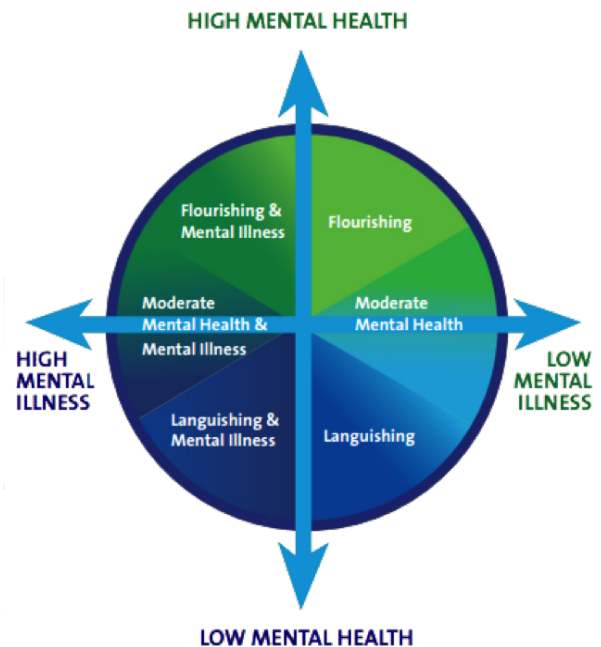 HIGH MENTAL HEALTH
Flourishing &
Mental Illness
Flourishing
Moderate
Mental Health &
Mental Illness
Moderate
Mental Health
HIGH
MENTAL
ILLNESS
LOW
MENTAL
ILLNESS
Languishing &
Mental Illness
Languishing
LOW MENTAL HEALTH